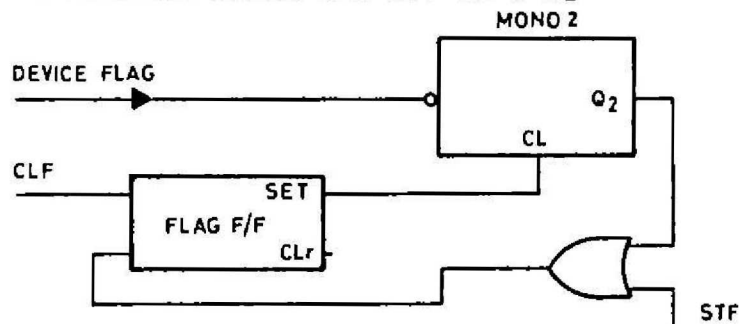 MONO 2
DEVICE FLAG
Q2
CL
CLF
SET
FLAG F/F
CLr
STF